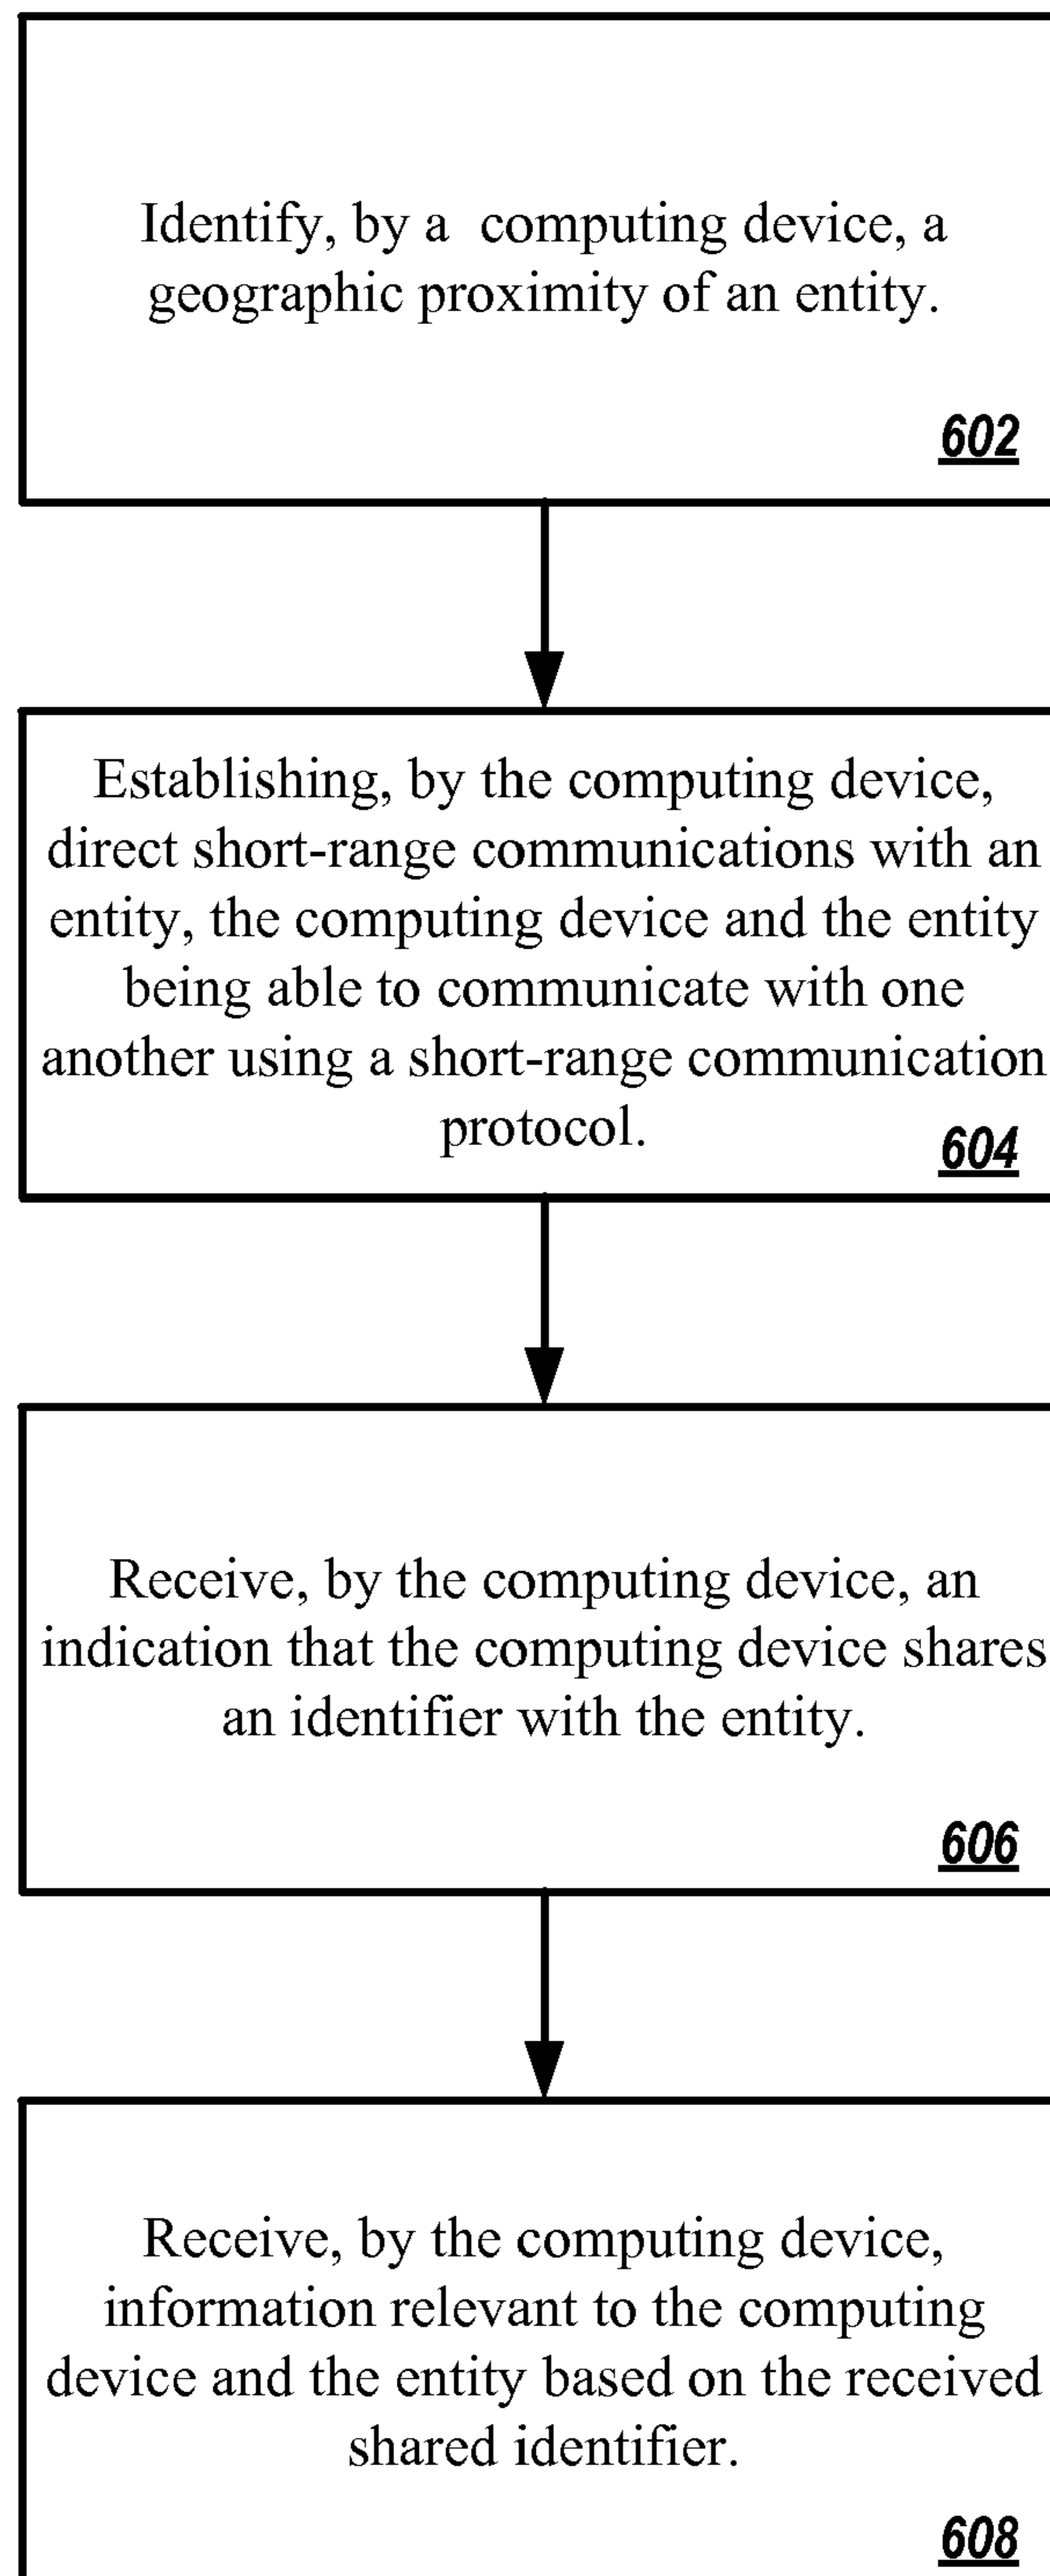 Identify, by a computing device, a
geographic proximity of an entity.
602
Establishing, by the computing device,
direct short-range communications with an
entity, the computing device and the entity
being able to communicate with one
another using a short-range communication
protocol.
604
Receive, by the computing device, an
indication that the computing device shares
an identifier with the entity.
606
Receive, by the computing device,
information relevant to the computing
device and the entity based on the received
shared identifier.
608